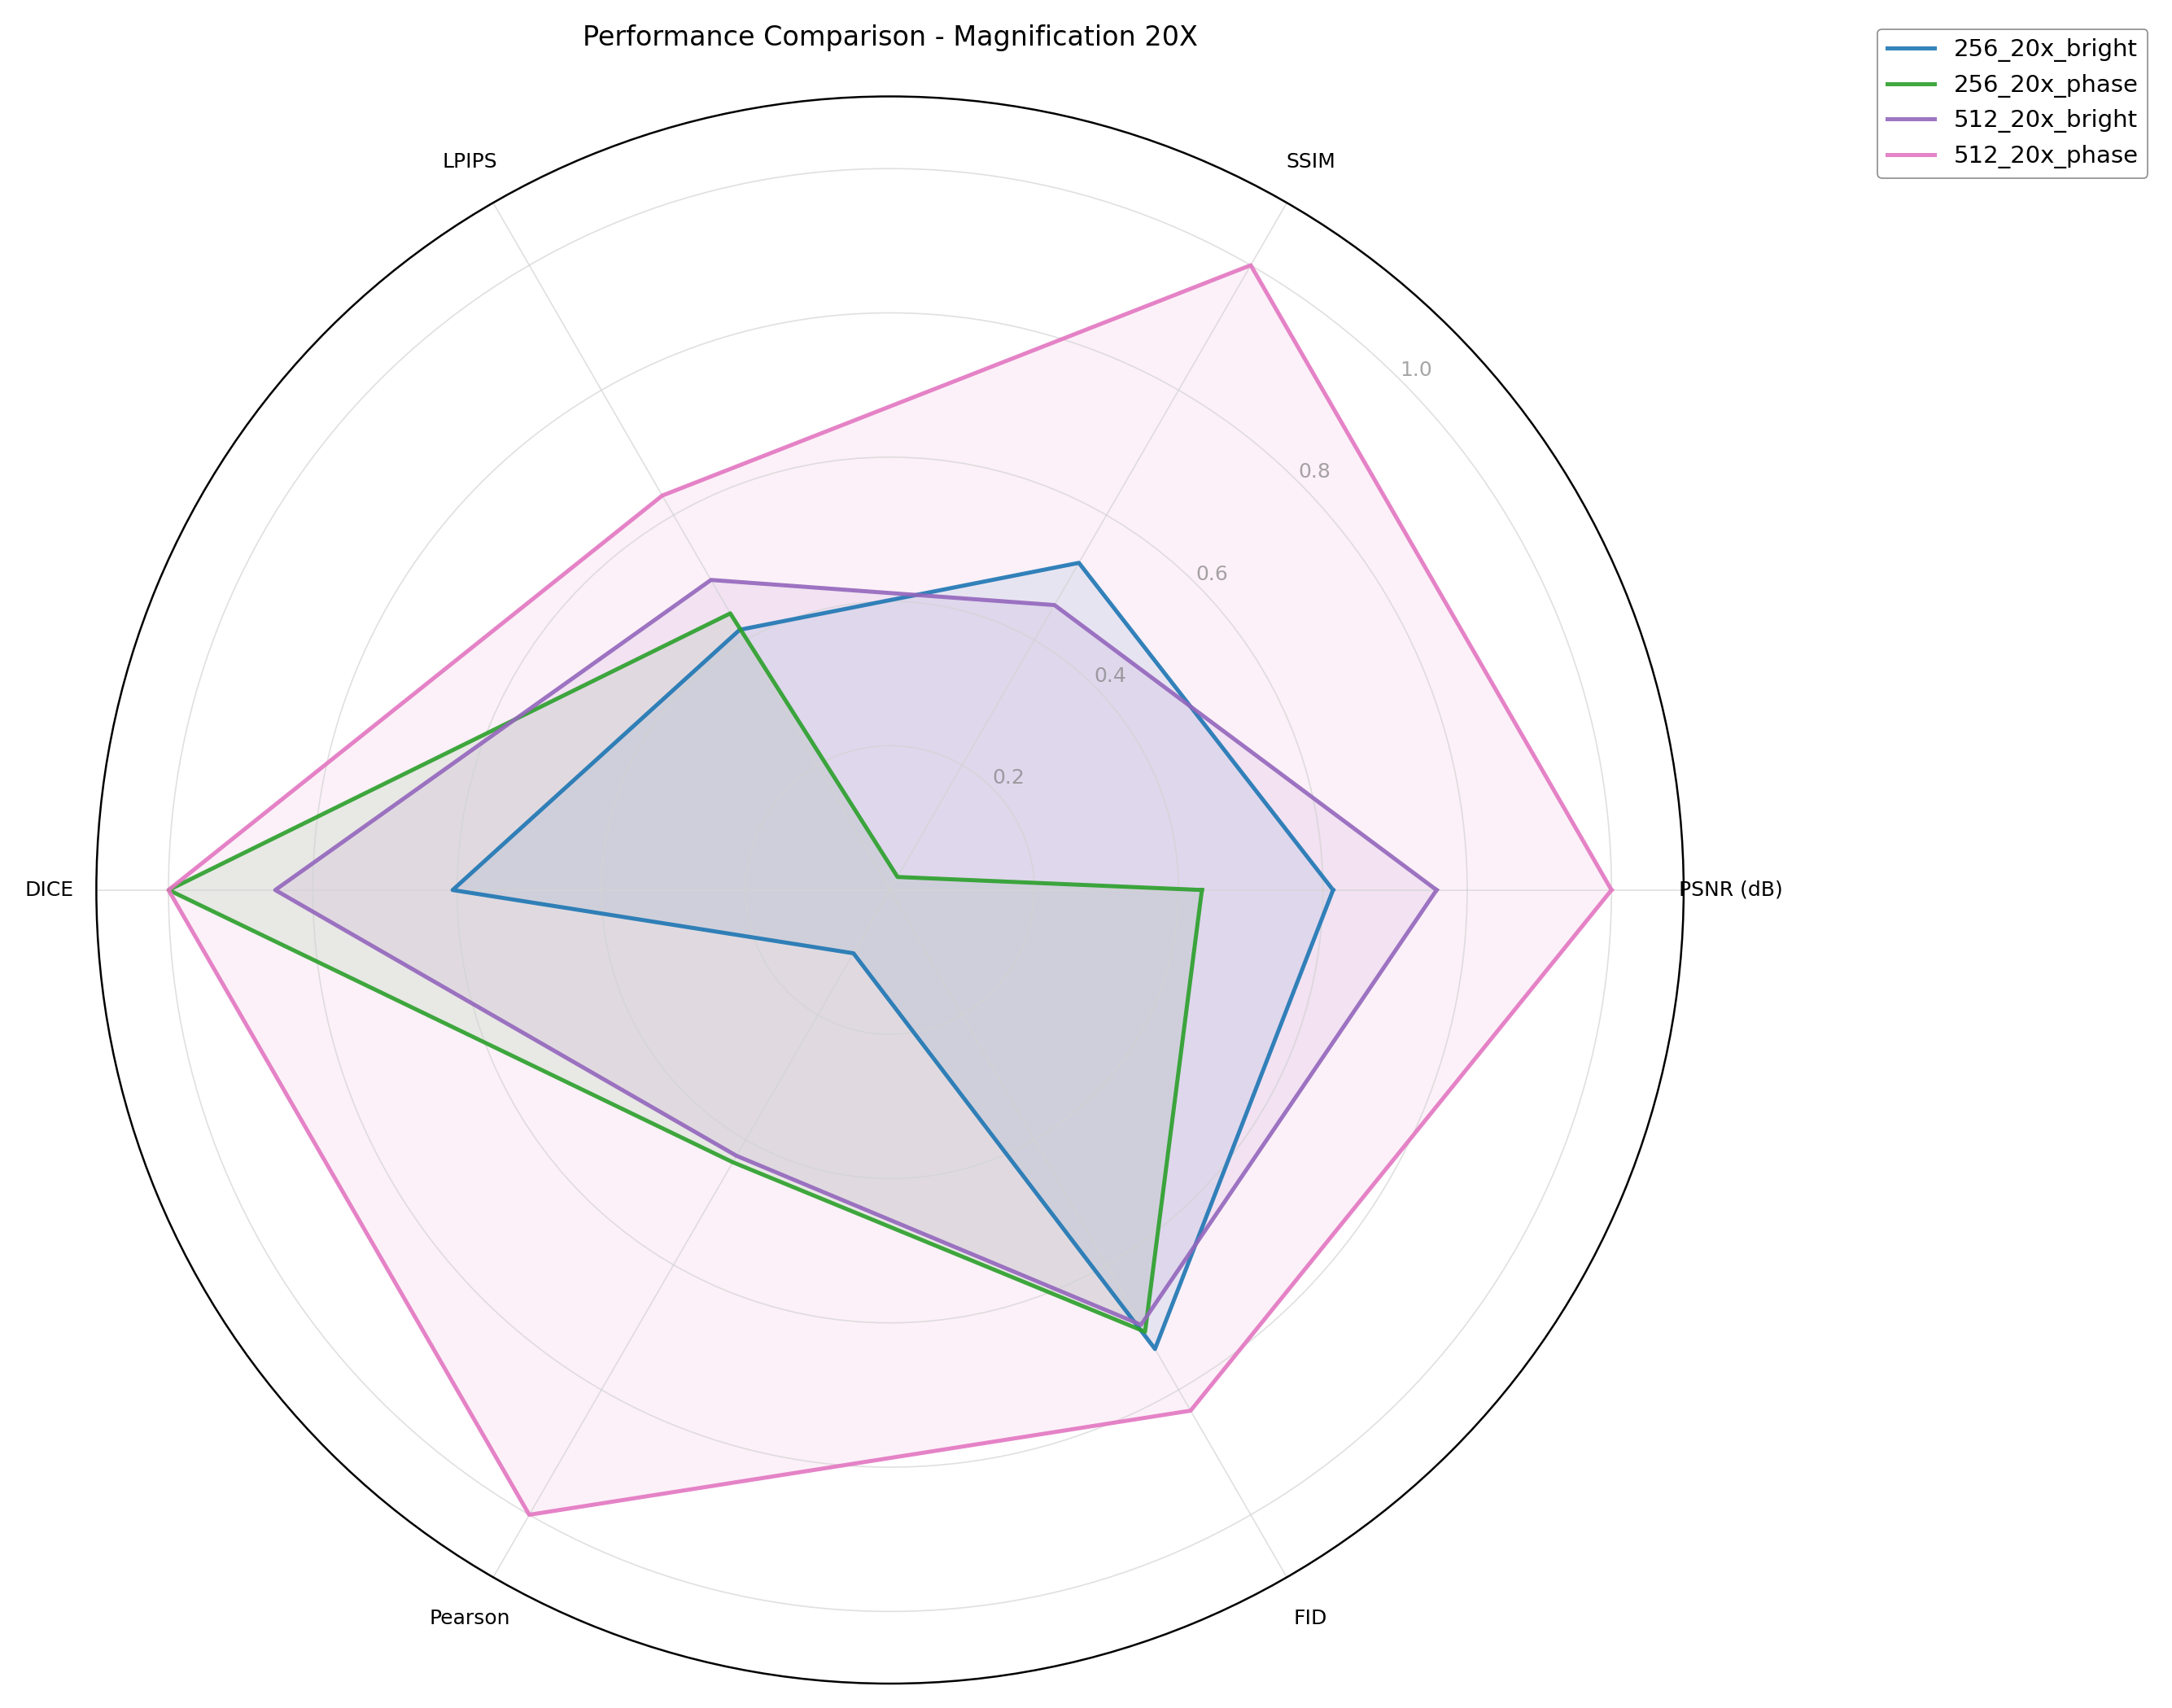 Performance Comparison - Magnification 20X
256_20x_bright
256_20x_phase
512_20x_bright
512_20x_phase
LPIPS
SSIM
1.0
0.8
0.6
0.4
0.2
DICE
PSNR (dB)
Pearson
FID